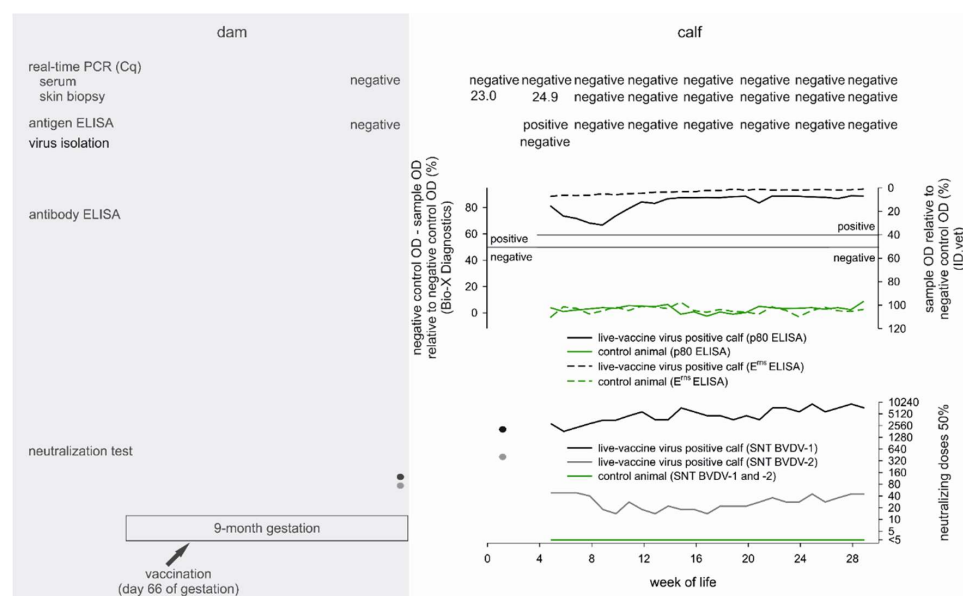 dam
calf
real-time PCR (Cq)
serum
negative
negative negative negative negative negative negative negative negative
skin biopsy
23.0 24.9 negative negative negative negative negative negative
antigen ELISA
negative
positive negative negative negative negative negative negative
virus isolation
negative
antibody ELISA
negative control OD - sample OD
relative to negative control OD (%)
(Bio-X Diagnostics)
80
60
40
20
0
positive
negative
positive
negative
0
20
40
60
80
100
120
sample OD relative to
negative control OD (%)
(ID.vet)
live-vaccine virus positive calf (p80 ELISA)
control animal (p80 ELISA)
live-vaccine virus positive calf (Erns ELISA)
control animal (Erns ELISA)
neutralization test
live-vaccine virus positive calf (SNT BVDV-1)
live-vaccine virus positive calf (SNT BVDV-2)
control animal (SNT BVDV-1 and -2)
10240
5120
2560
1280
640
320
160
80
40
20
10
5
<5
neutralizing doses 50%
9-month gestation
vaccination
(day 66 of gestation)
0 4 8 12 16 20 24 28
week of life